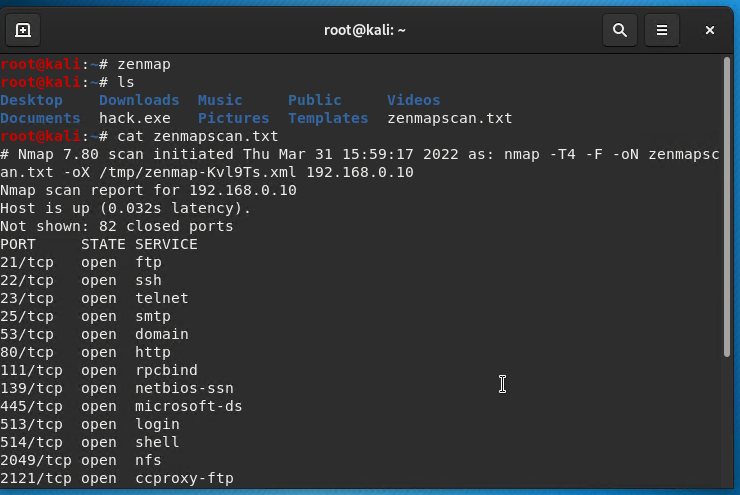 root@kali: ~
root@kali:~# zenmap
root@kali:~# ls
Desktop    Downloads  Music     Public     Videos
Documents  hack.exe   Pictures  Templates  zenmapscan.txt
root@kali:~# cat zenmapscan.txt
# Nmap 7.80 scan initiated Thu Mar 31 15:59:17 2022 as: nmap -T4 -F -oN zenmapsc
an.txt -oX /tmp/zenmap-Kvl9Ts.xml 192.168.0.10
Nmap scan report for 192.168.0.10
Host is up (0.032s latency).
Not shown: 82 closed ports
PORT     STATE SERVICE
21/tcp   open  ftp
22/tcp   open  ssh
23/tcp   open  telnet
25/tcp   open  smtp
53/tcp   open  domain
80/tcp   open  http
111/tcp  open  rpcbind
139/tcp  open  netbios-ssn
445/tcp  open  microsoft-ds
513/tcp  open  login
514/tcp  open  shell
2049/tcp open  nfs
2121/tcp open  ccproxy-ftp